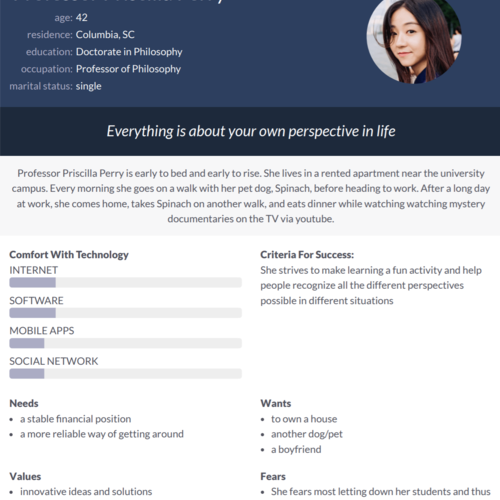 age: 42
residence: Columbia, SC
education: Doctorate in Philosophy
occupation: Professor of Philosophy
marital status: single
Everything is about your own perspective in life
Professor Priscilla Perry is early to bed and early to rise. She lives in a rented apartment near the university
campus. Every morning she goes on a walk with her pet dog, Spinach, before heading to work. After a long day
at work, she comes home, takes Spinach on another walk, and eats dinner while watching watching mystery
documentaries on the TV via youtube.
Comfort With Technology
INTERNET
SOFTWARE
MOBILE APPS
SOCIAL NETWORK
Criteria For Success:
She strives to make learning a fun activity and help
people recognize all the different perspectives
possible in different situations
Needs
• a stable financial position
• a more reliable way of getting around
Wants
• to own a house
• another dog/pet
• a boyfriend
Values
• innovative ideas and solutions
Fears
• She fears most letting down her students and thus